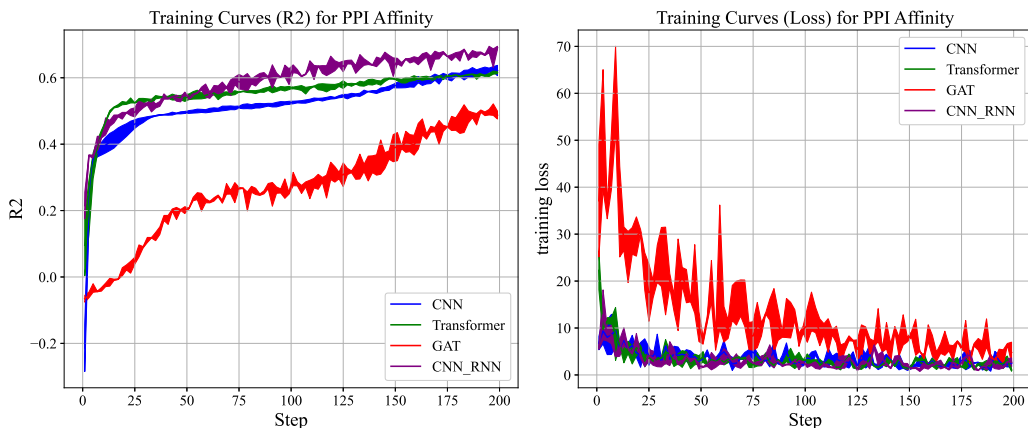 Training Curves (R2) for PPI Affinity
R2
0.6
0.4
0.2
0.0
−0.2
0 25 50 75 100 125 150 175 200
Step
CNN
Transformer
GAT
CNN_RNN
Training Curves (Loss) for PPI Affinity
training loss
70
60
50
40
30
20
10
0
0 25 50 75 100 125 150 175 200
Step
CNN
Transformer
GAT
CNN_RNN